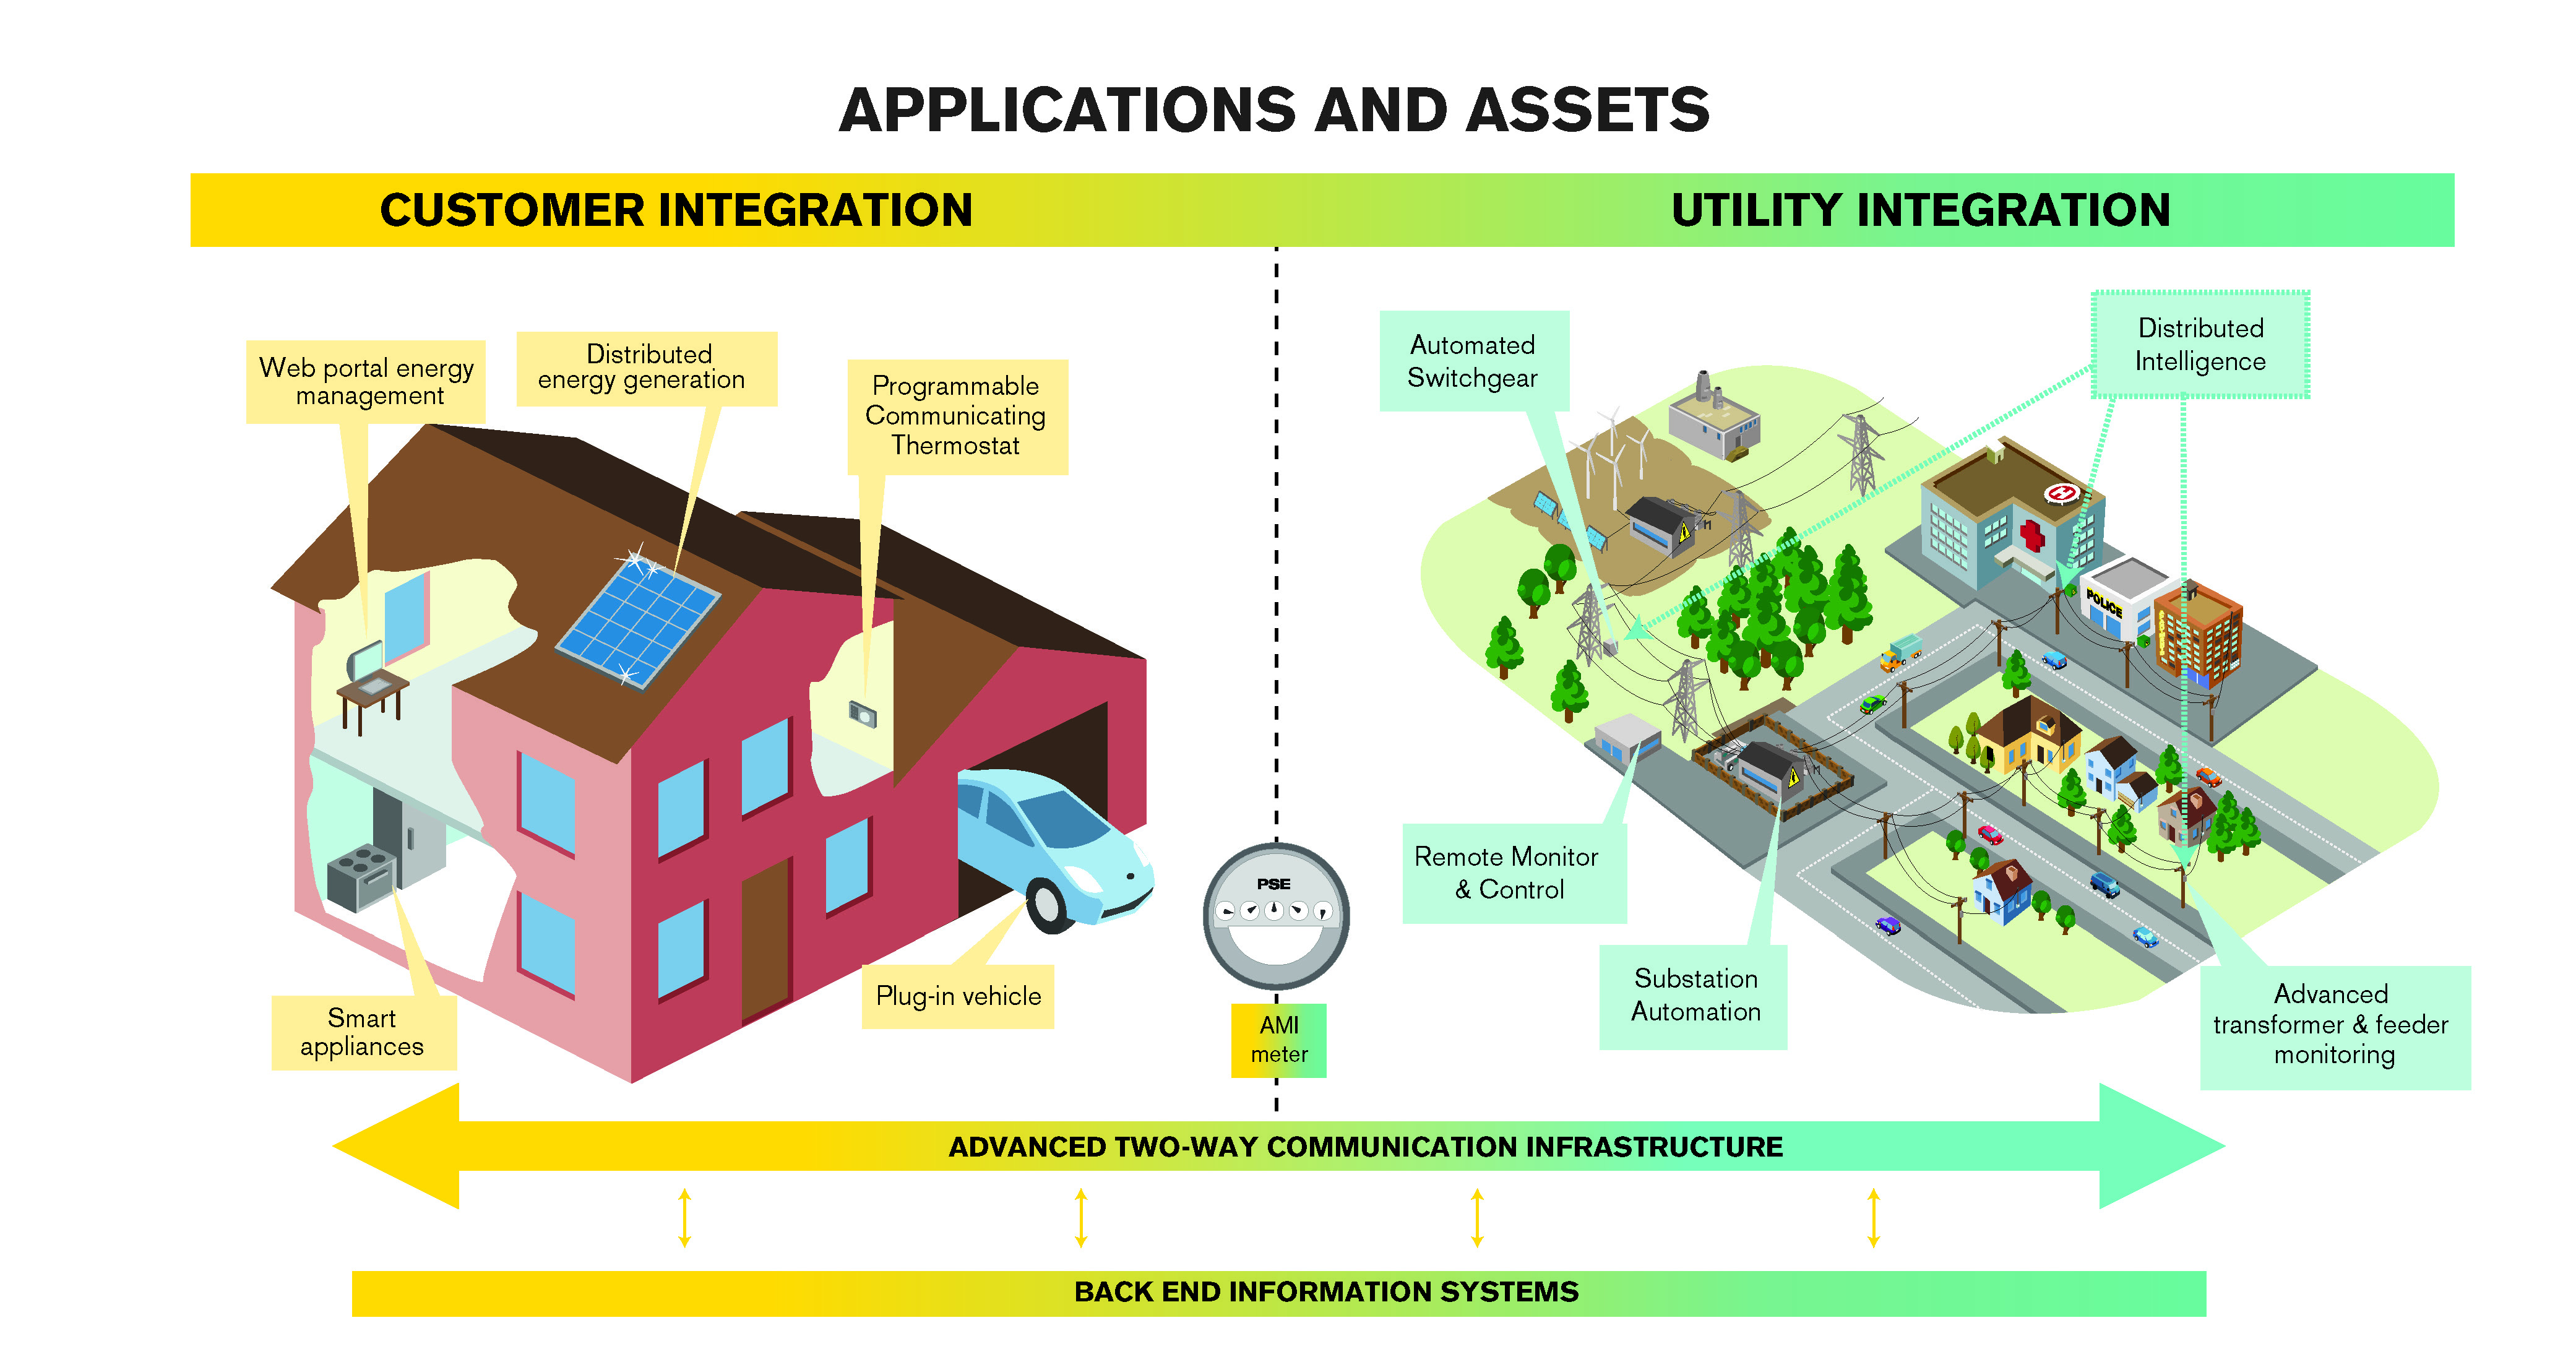 APPLICATIONS AND ASSETS
CUSTOMER INTEGRATION
UTILITY INTEGRATION
Web portal energy
management
Distributed
energy generation
Programmable
Communicating
Thermostat
Smart
appliances
Plug-in vehicle
PSE
AMI
meter
Automated
Switchgear
Distributed
Intelligence
H
POLICE
Remote Monitor
& Control
Substation
Automation
Advanced
transformer & feeder
monitoring
ADVANCED TWO-WAY COMMUNICATION INFRASTRUCTURE
BACK END INFORMATION SYSTEMS